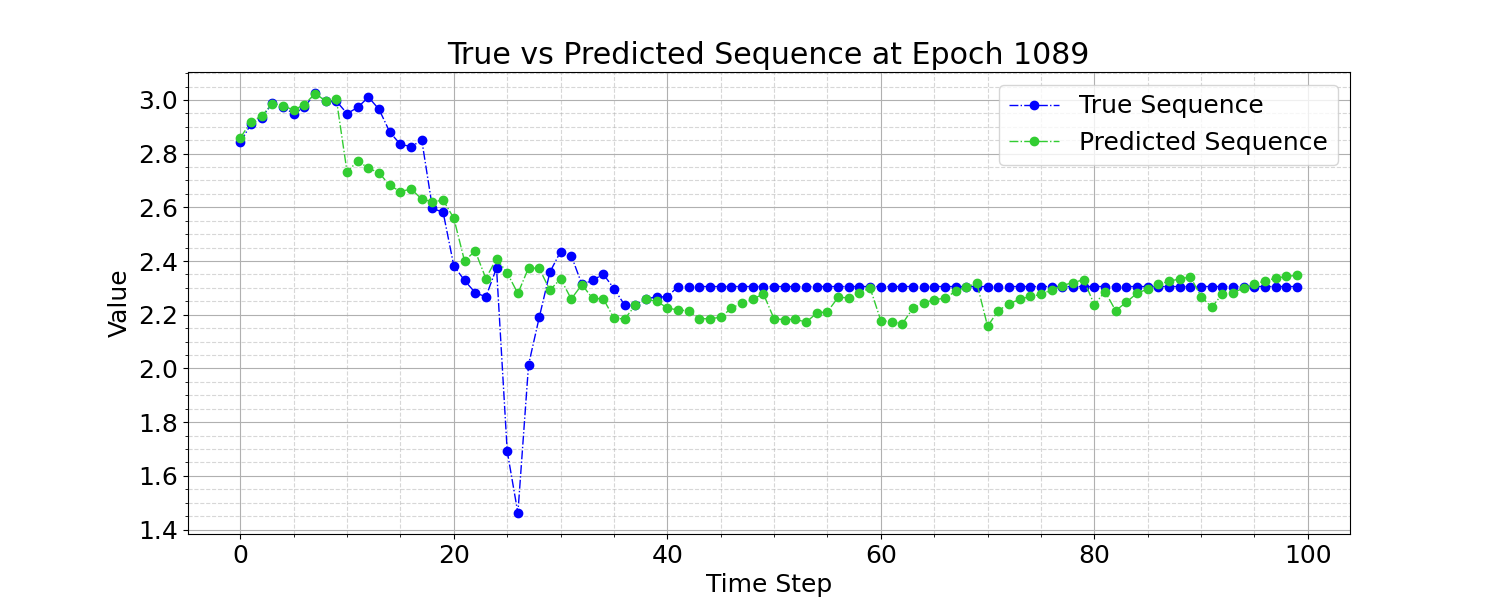 True vs Predicted Sequence at Epoch 1089
True Sequence
Predicted Sequence
Value
3.0
2.8
2.6
2.4
2.2
2.0
1.8
1.6
1.4
0 20 40 60 80 100
Time Step